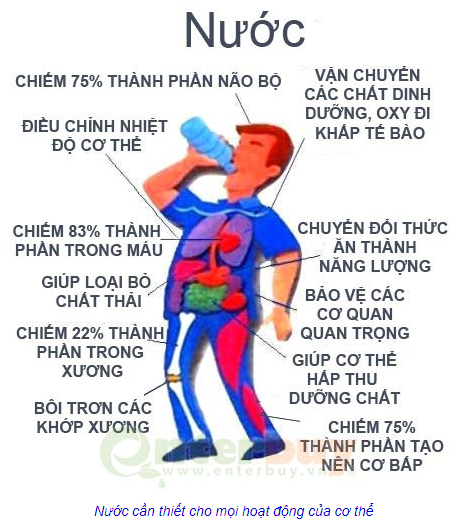 Nước
CHIẾM 75% THÀNH PHẦN NÃO BỘ
ĐIỀU CHỈNH NHIỆT
ĐỘ CƠ THỂ
CHIẾM 83% THÀNH
PHẦN TRONG MÁU
GIÚP LOẠI BỎ
CHẤT THẢI
CHIẾM 22% THÀNH
PHẦN TRONG
XƯƠNG
BÔI TRƠN CÁC
KHỚP XƯƠNG
VẬN CHUYỂN
CÁC CHẤT DINH
DƯỠNG, OXY ĐI
KHẮP TẾ BÀO
CHUYỂN ĐỔI THỨC
ĂN THÀNH
NĂNG LƯỢNG
BẢO VỆ CÁC
CƠ QUAN
QUAN TRỌNG
GIÚP CƠ THỂ
HẤP THU
DƯỠNG CHẤT
CHIẾM 75%
THÀNH PHẦN TẠO
NÊN CƠ BẮP
enterbuy
www.enterbuy.vn
Nước cần thiết cho mọi hoạt động của cơ thể